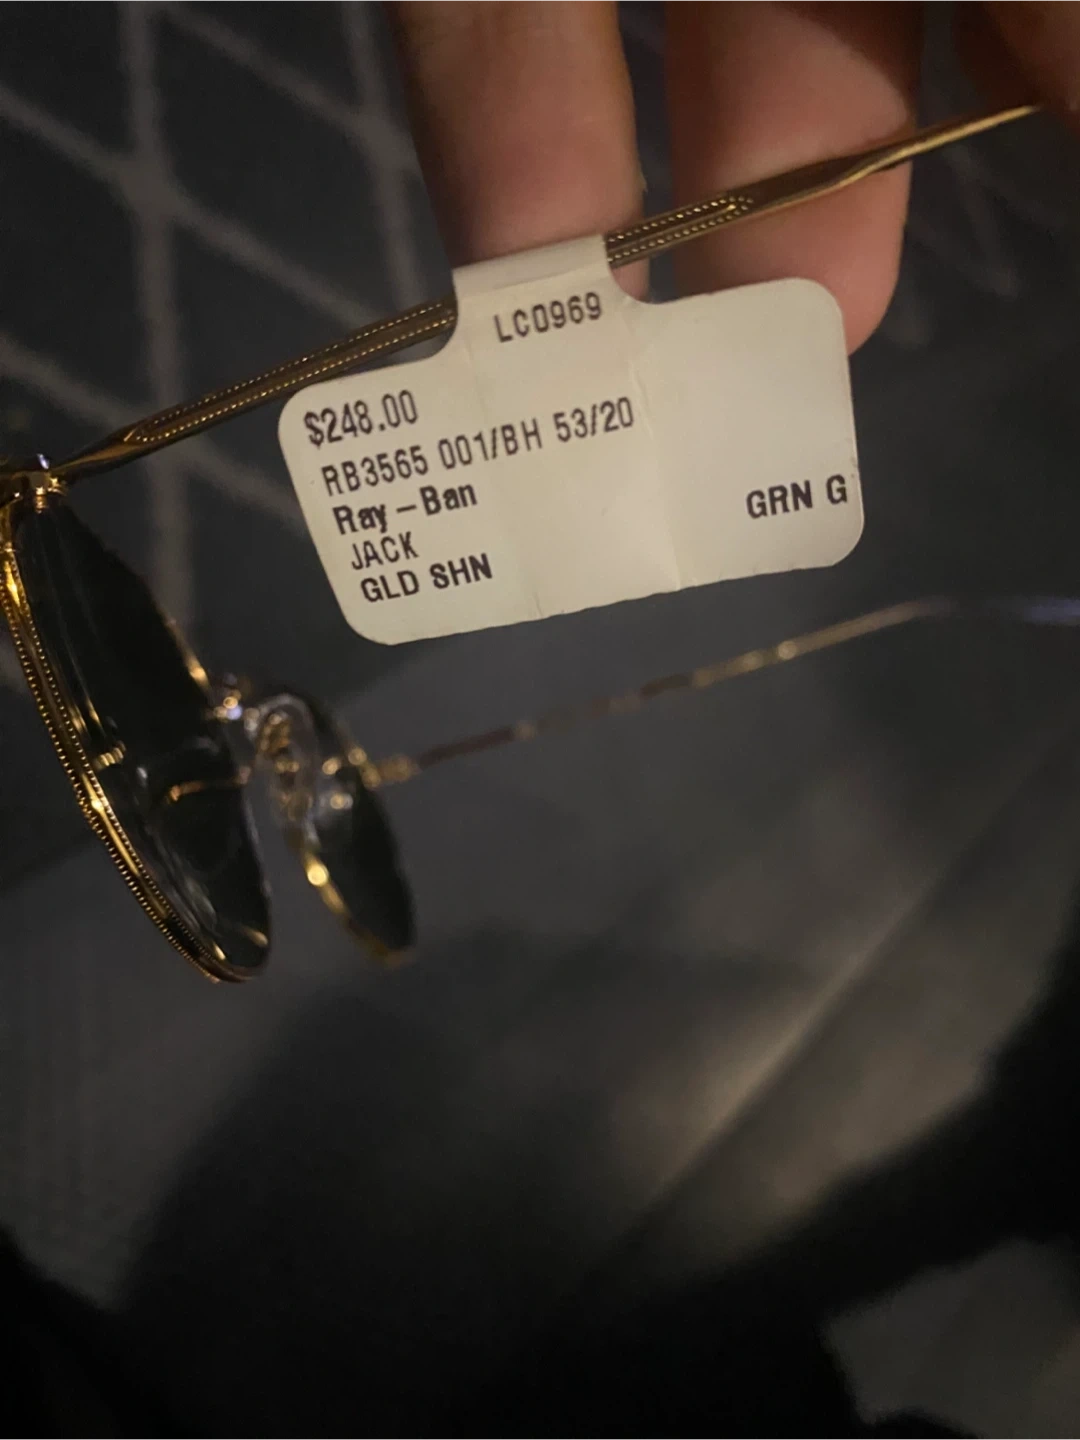 LC0969
$248.00
RB3565 001/BH 53/20
Ray-Ban
JACK
GLD SHN
GRN G